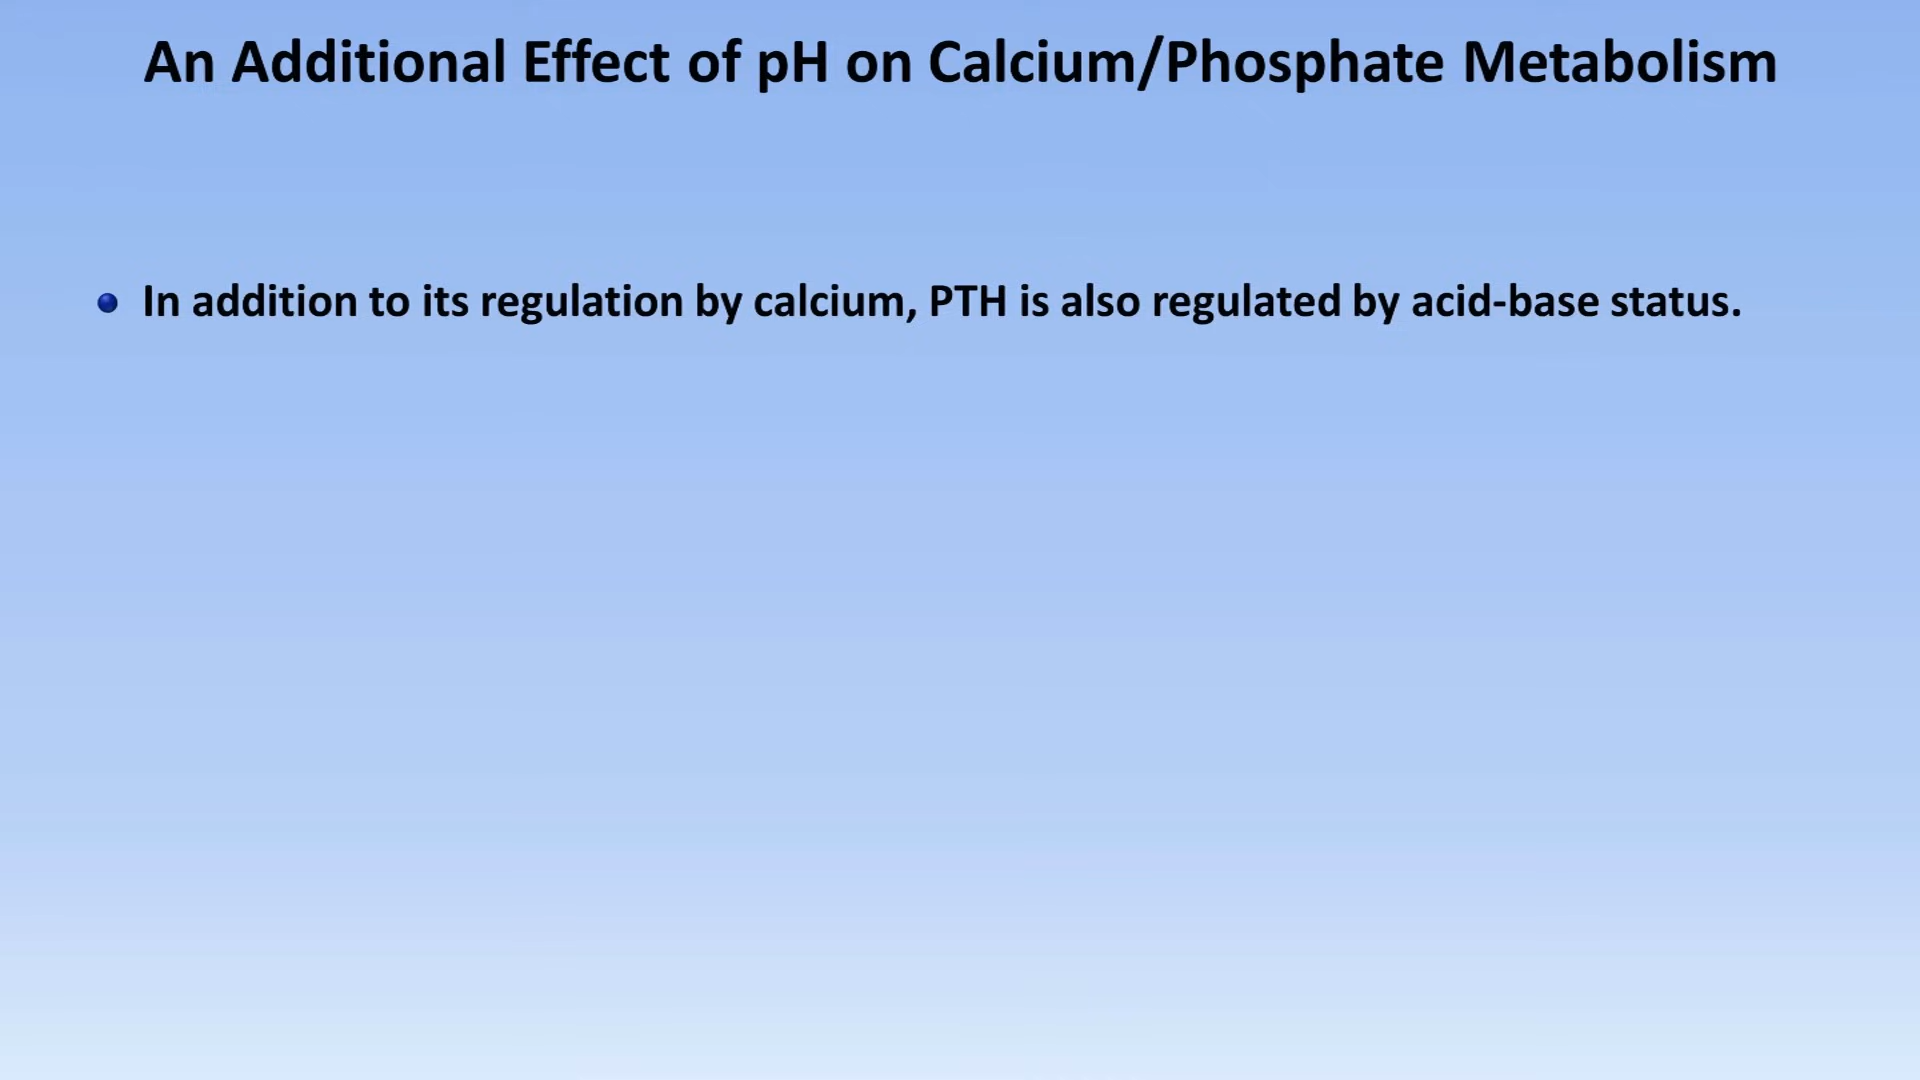 An Additional Effect of pH on Calcium/Phosphate Metabolism
In addition to its regulation by calcium, PTH is also regulated by acid-base status.